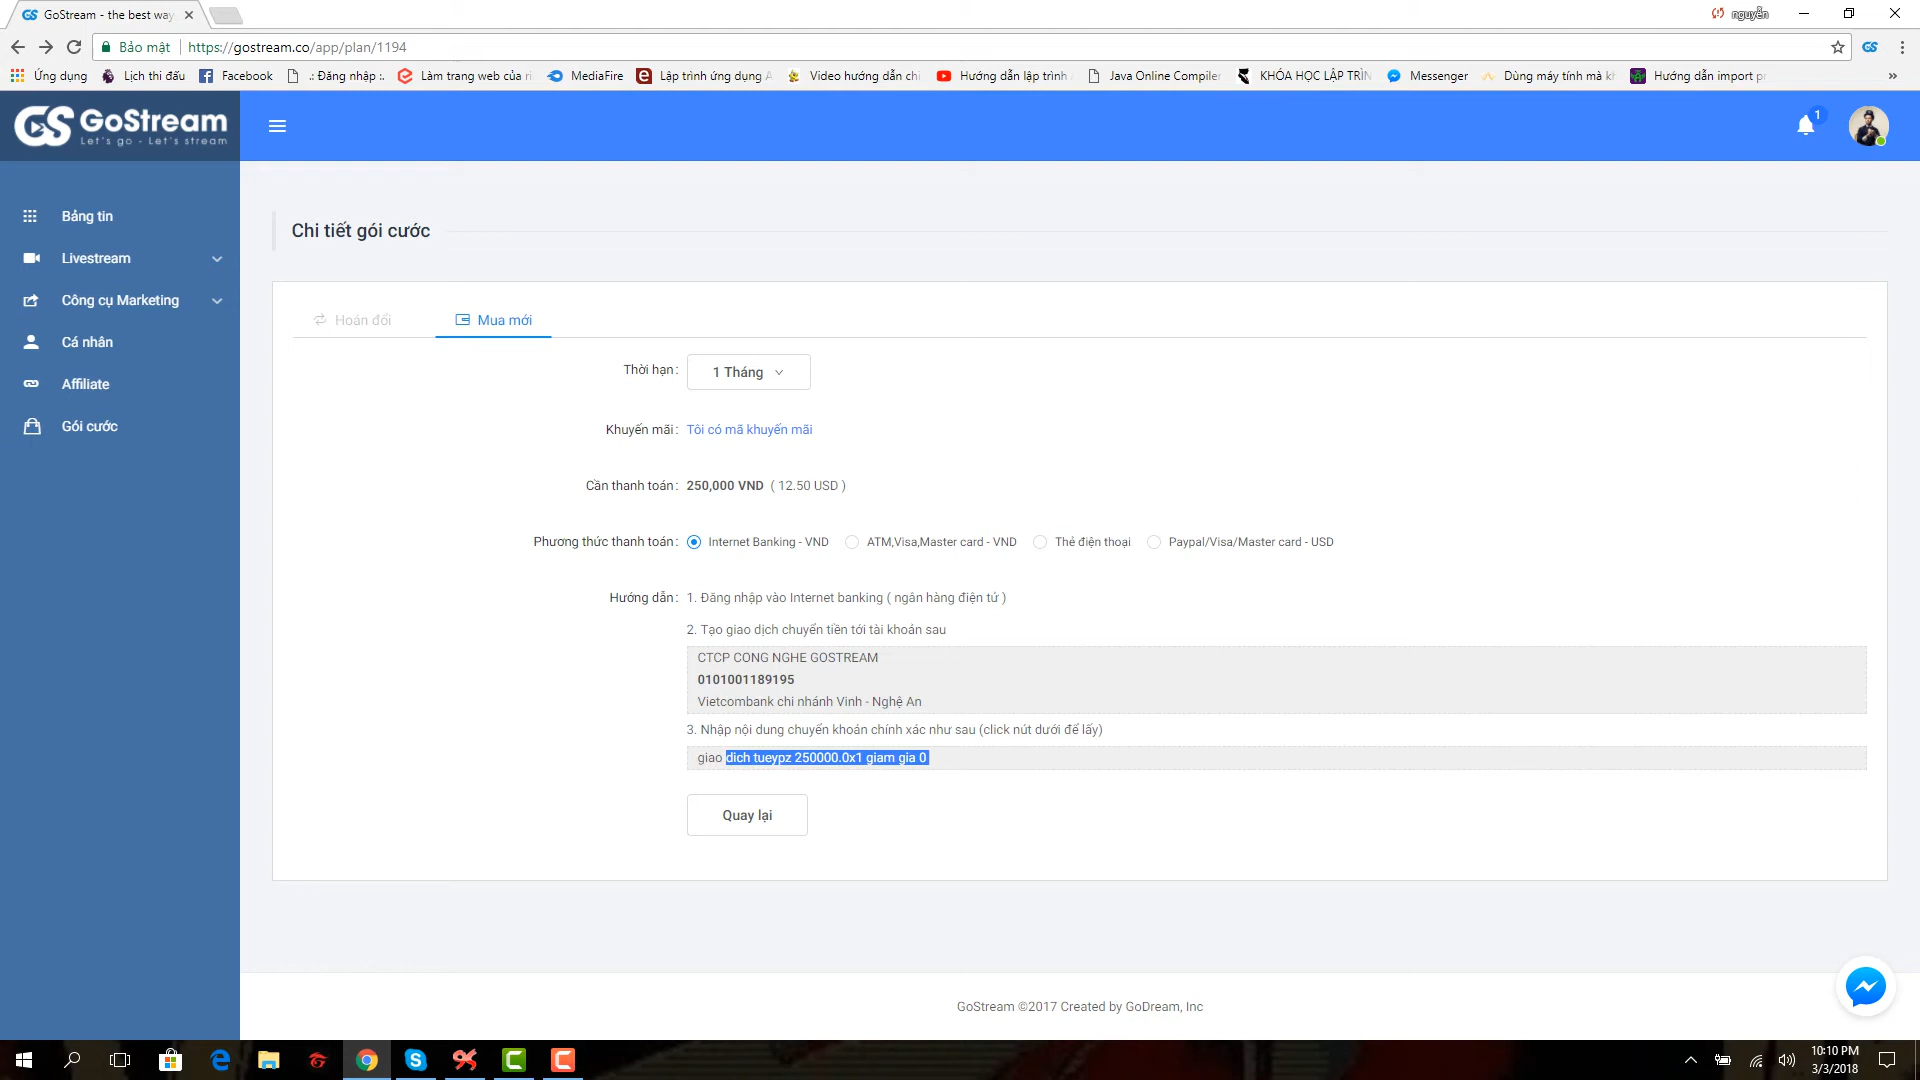 GoStream - the best way
nguyễn
Bảo mật
https://gostream.co/app/plan/1194
Ứng dụng
Lịch thi đấu
Facebook
.: Đăng nhập :.
Làm trang web của
MediaFire
Lập trình ứng dụng
Video hướng dẫn
Hướng dẫn lập trình
Java Online Compiler
KHÓA HỌC LẬP
Messenger
Dùng máy tính mà
Hướng dẫn import
»
GS GoStream
Let's go - Let's stream
1
Bảng tin
Livestream
Công cụ Marketing
Cá nhân
Affiliate
Gói cước
Chi tiết gói cước
Hoán đổi
Mua mới
Thời hạn:
1 Tháng
Khuyến mãi:
Tôi có mã khuyến mãi
Cần thanh toán:
250,000 VND ( 12.50 USD )
Phương thức thanh toán:
Internet Banking - VND
ATM,Visa,Master card - VND
Thẻ điện thoại
Paypal/Visa/Master card - USD
Hướng dẫn:
1. Đăng nhập vào Internet banking ( ngân hàng điện tử )
2. Tạo giao dịch chuyển tiền tới tài khoản sau
CTCP CONG NGHE GOSTREAM
0101001189195
Vietcombank chi nhánh Vinh - Nghệ An
3. Nhập nội dung chuyển khoản chính xác như sau (click nút dưới để lấy)
giao dich tueypz 250000.0x1 giam gia 0
Quay lại
GoStream ©2017 Created by GoDream, Inc
10:10 PM
3/3/2018